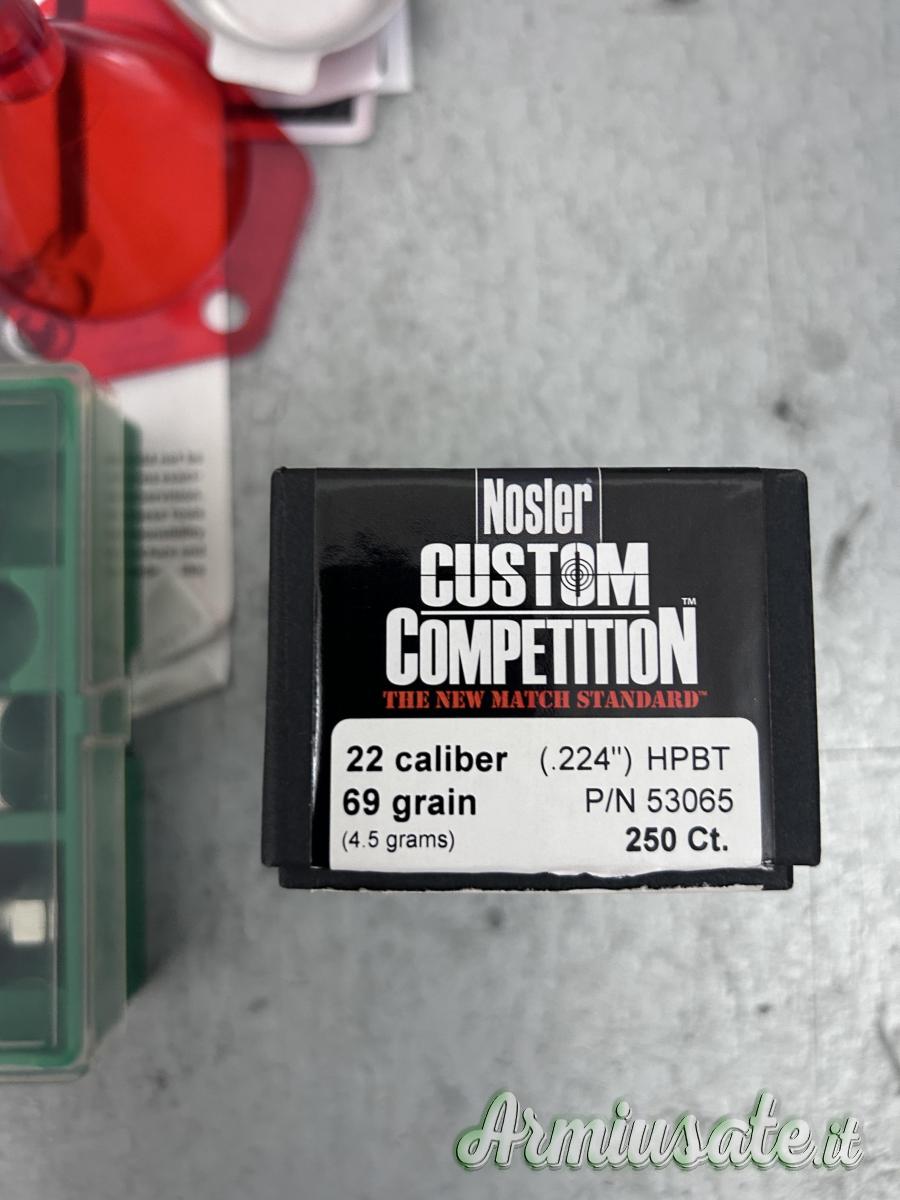 Nosler
CUSTOM
COMPETITION™
THE NEW MATCH STANDARD™
22 caliber (.224") HPBT
69 grain P/N 53065
(4.5 grams) 250 Ct.
Armiusate.it